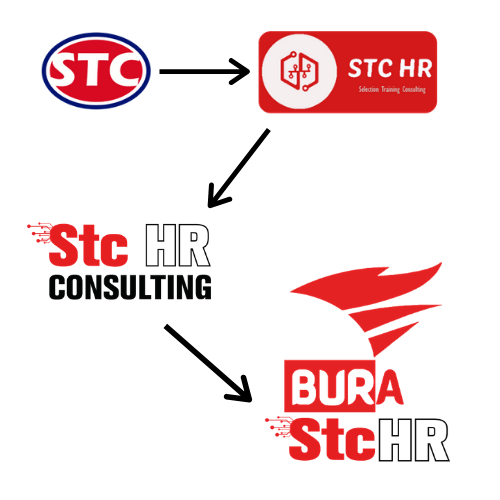 STC
STC HR
Selection Training Consulting
Stc HR
CONSULTING
BURA
StcHR